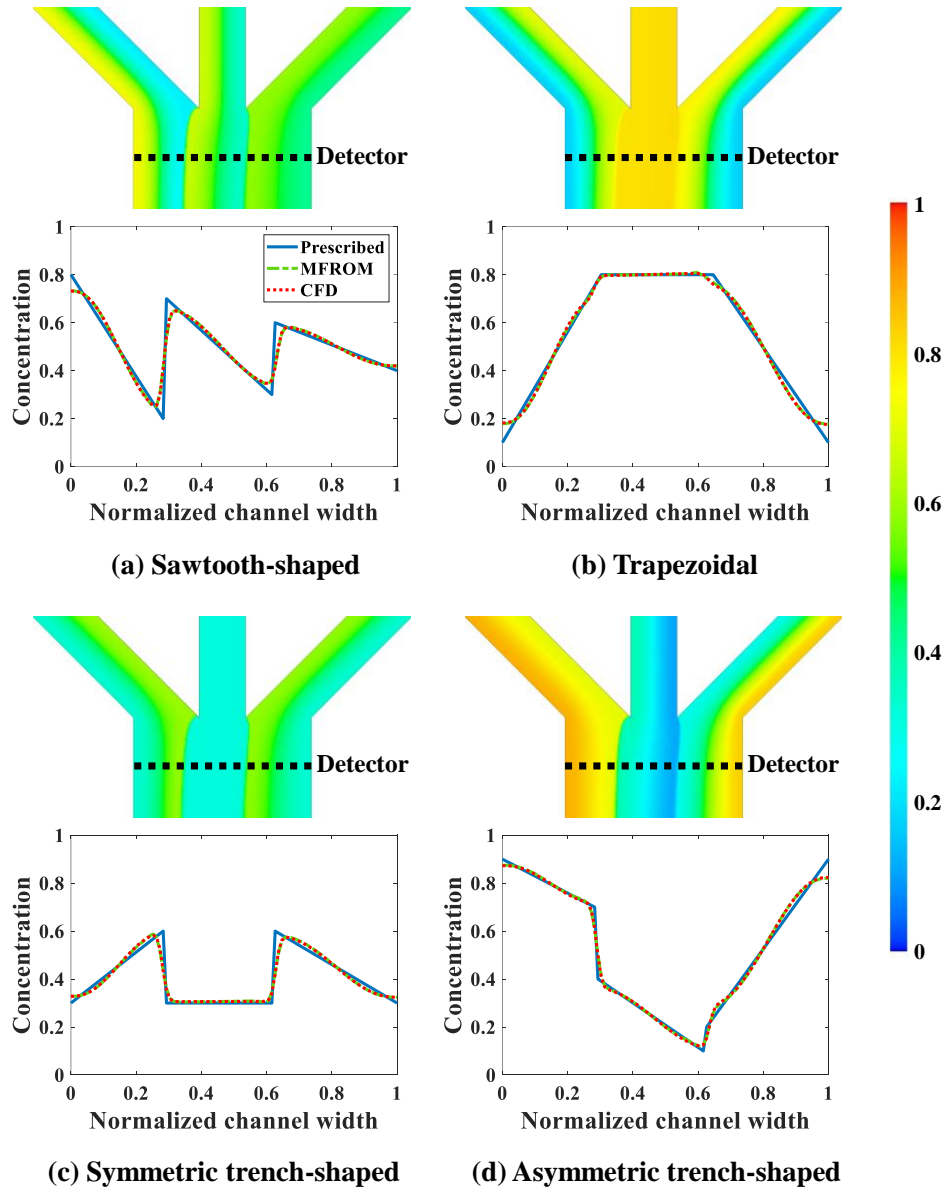 Detector
Detector
1
0.8
0.6
0.4
0.2
0
Prescribed
MFROM
CFD
Concentration
1
0.8
0.6
0.4
0.2
0
0
0.2
0.4
0.6
0.8
1
Normalized channel width
(a) Sawtooth-shaped
Concentration
1
0.8
0.6
0.4
0.2
0
0
0.2
0.4
0.6
0.8
1
Normalized channel width
(b) Trapezoidal
Detector
Detector
Concentration
1
0.8
0.6
0.4
0.2
0
0
0.2
0.4
0.6
0.8
1
Normalized channel width
(c) Symmetric trench-shaped
Concentration
1
0.8
0.6
0.4
0.2
0
0
0.2
0.4
0.6
0.8
1
Normalized channel width
(d) Asymmetric trench-shaped